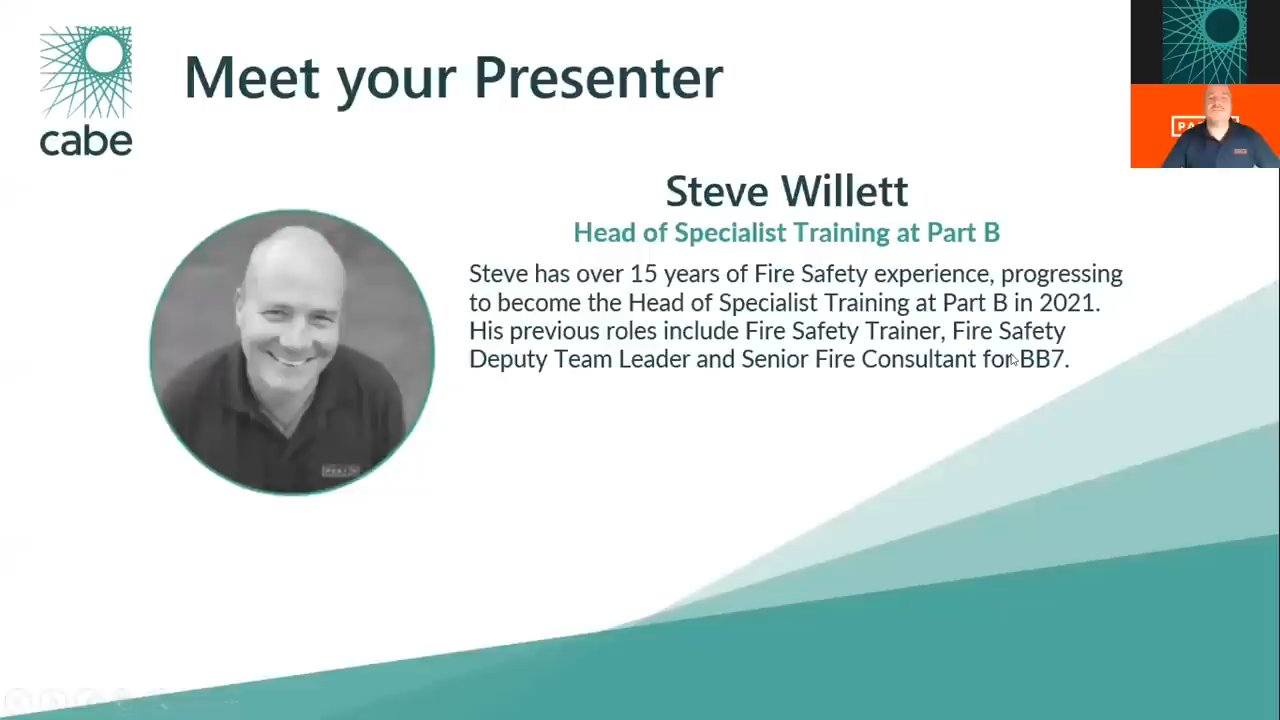 cabe
Meet your Presenter
Steve Willett
Head of Specialist Training at Part B
Steve has over 15 years of Fire Safety experience, progressing
to become the Head of Specialist Training at Part B in 2021.
His previous roles include Fire Safety Trainer, Fire Safety
Deputy Team Leader and Senior Fire Consultant for BB7.